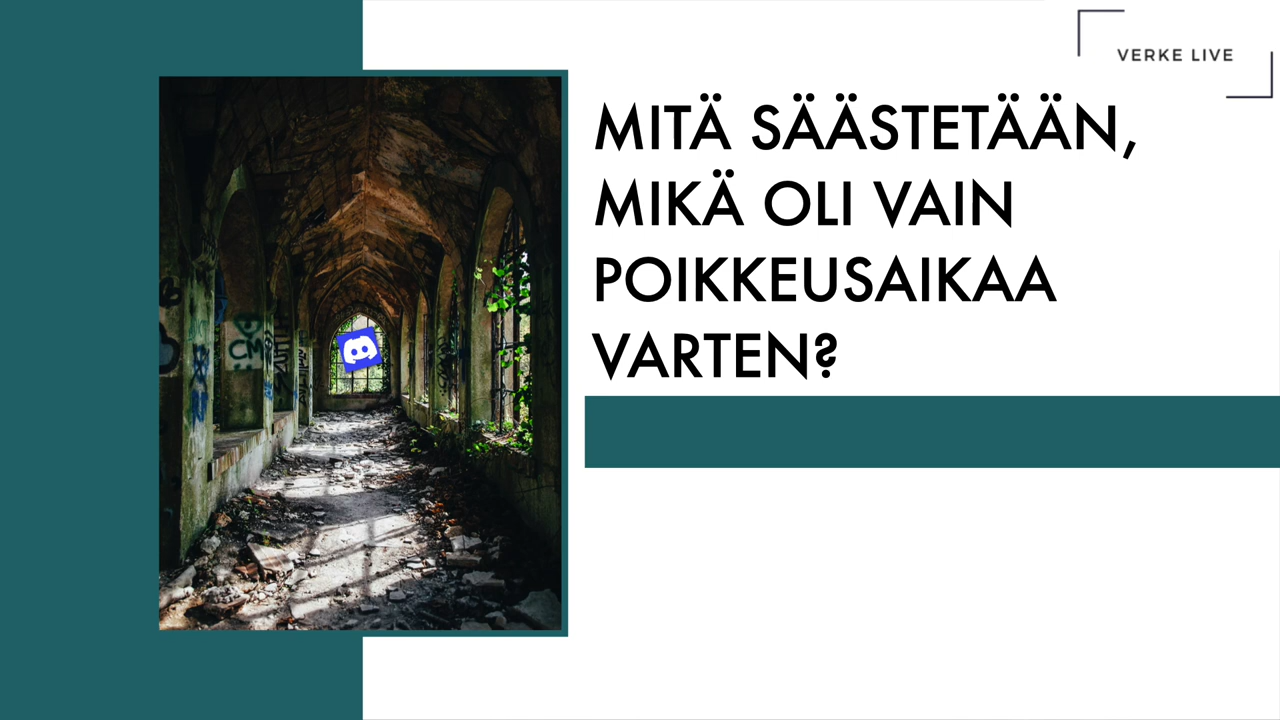 VERKE LIVE
MITÄ SÄÄSTETÄÄN,
MIKÄ OLI VAIN
POIKKEUSAIKAA
VARTEN?